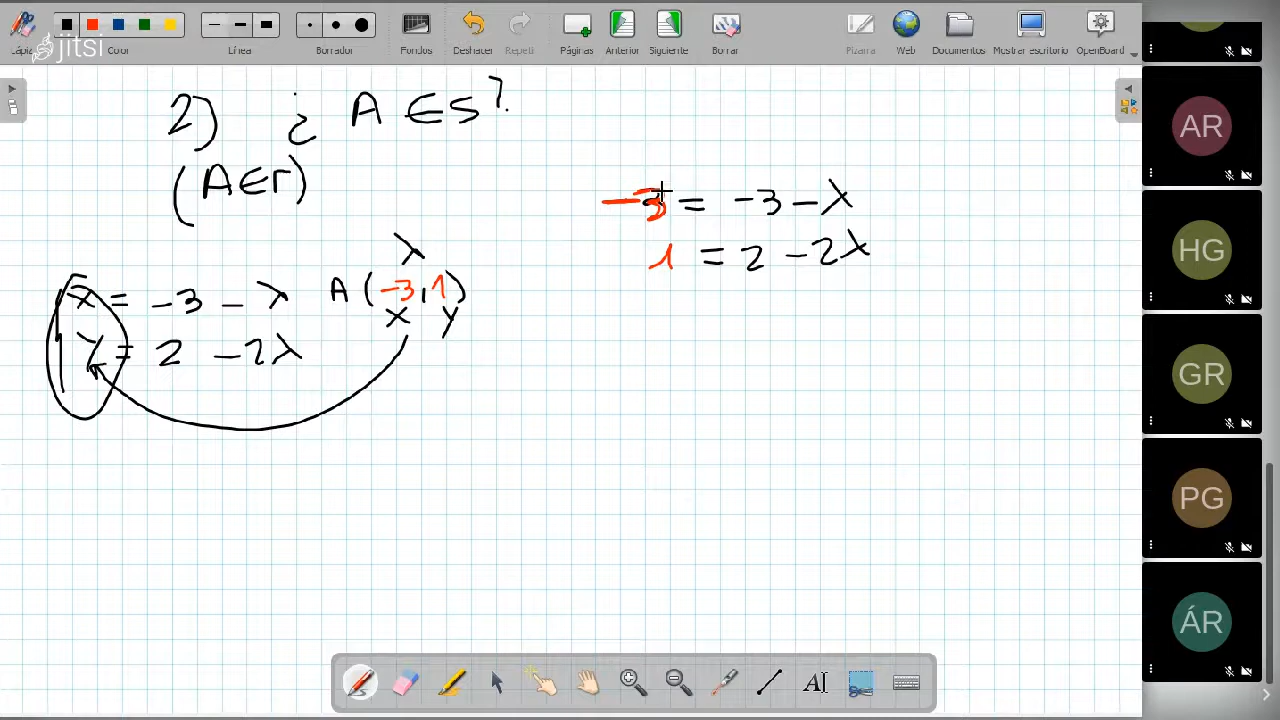 Lápiz Color Línea Borrador Fondos Deshacer Repetir Páginas Anterior Siguiente Borrar Pizarra Web Documentos Mostrar escritorio OpenBoard
jitsi
2) ¿ A ∈ S?
(A ∈ r)
λ
x = -3 - λ A (-3, 1)
x y
y = 2 - 2λ
-3 = -3 - λ
1 = 2 - 2λ
AR
HG
GR
PG
ÁR